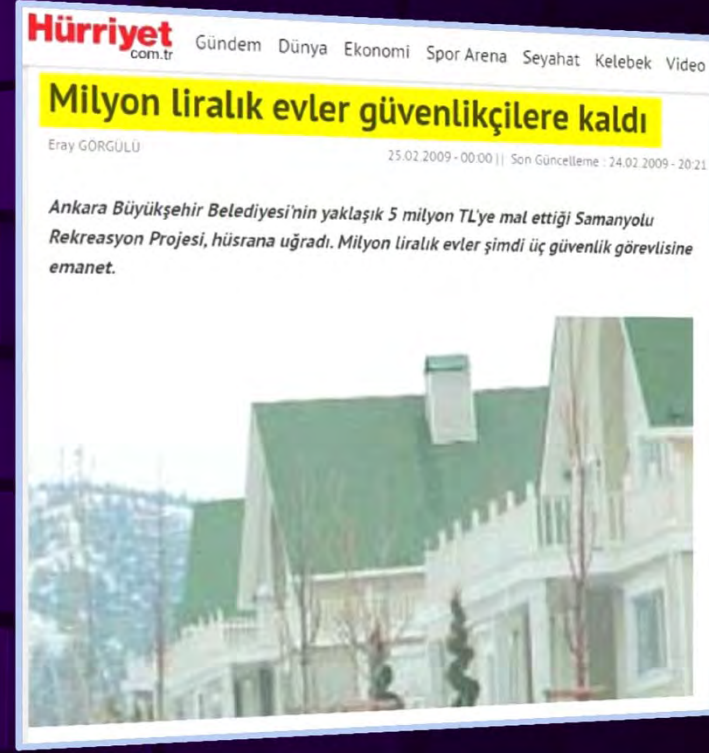 Hürriyet
com.tr
Gündem Dünya Ekonomi Spor Arena Seyahat Kelebek Video
Milyon liralık evler güvenlikçilere kaldı
Eray GÖRGÜLÜ
25.02.2009 - 00:00 || Son Güncelleme : 24.02.2009 - 20:21
Ankara Büyükşehir Belediyesi'nin yaklaşık 5 milyon TL'ye mal ettiği Samanyolu
Rekreasyon Projesi, hüsrana uğradı. Milyon liralık evler şimdi üç güvenlik görevlisine
emanet.